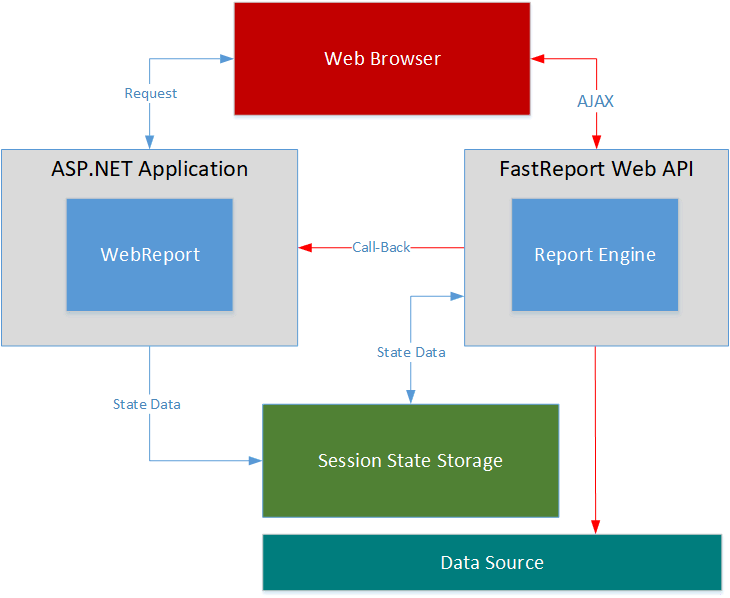 Web Browser
Request
AJAX
ASP.NET Application
FastReport Web API
WebReport
Call-Back
Report Engine
State Data
State Data
Session State Storage
Data Source